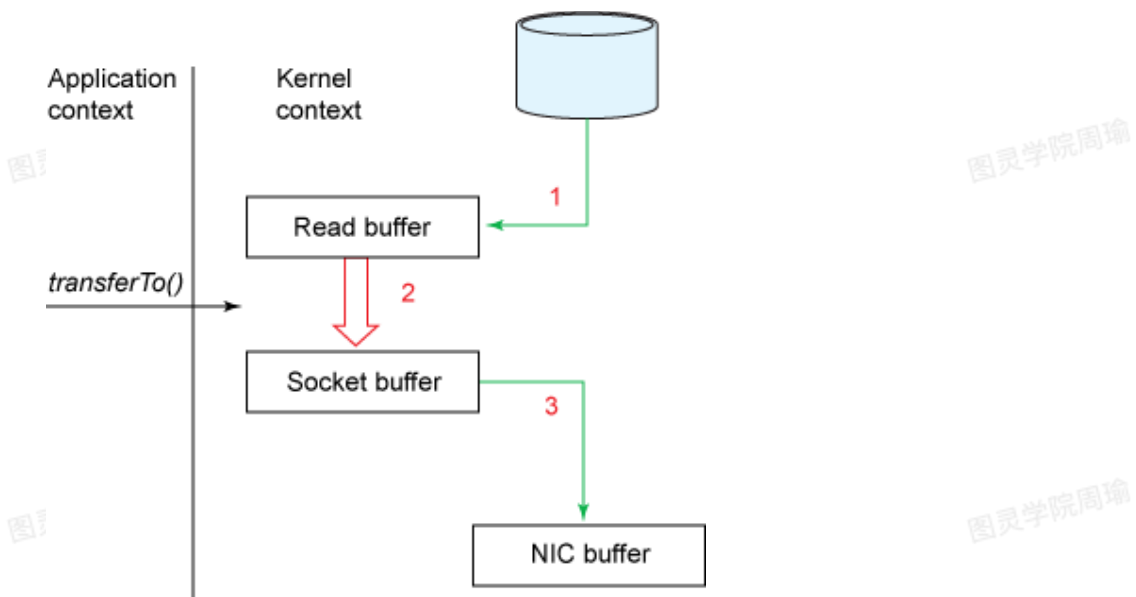 Application
context
Kernel
context
图灵学院周瑜
1
Read buffer
transferTo()
2
Socket buffer
3
图灵学院周瑜
NIC buffer